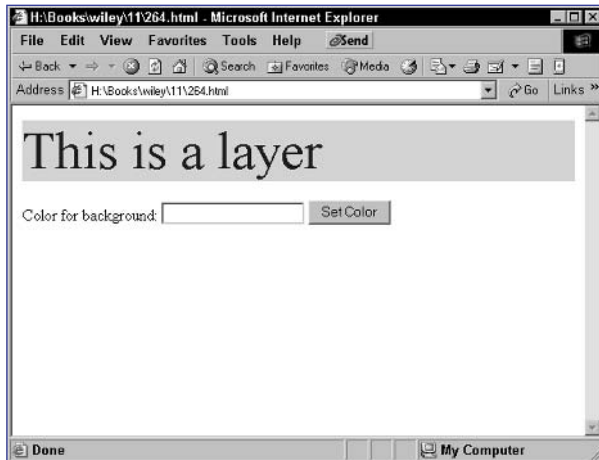 H:\Books\wiley\11\264.html - Microsoft Internet Explorer
File Edit View Favorites Tools Help Send
Back Search Favorites Media
Address H:\Books\wiley\11\264.html Go Links »
This is a layer
Color for background: Set Color
Done My Computer